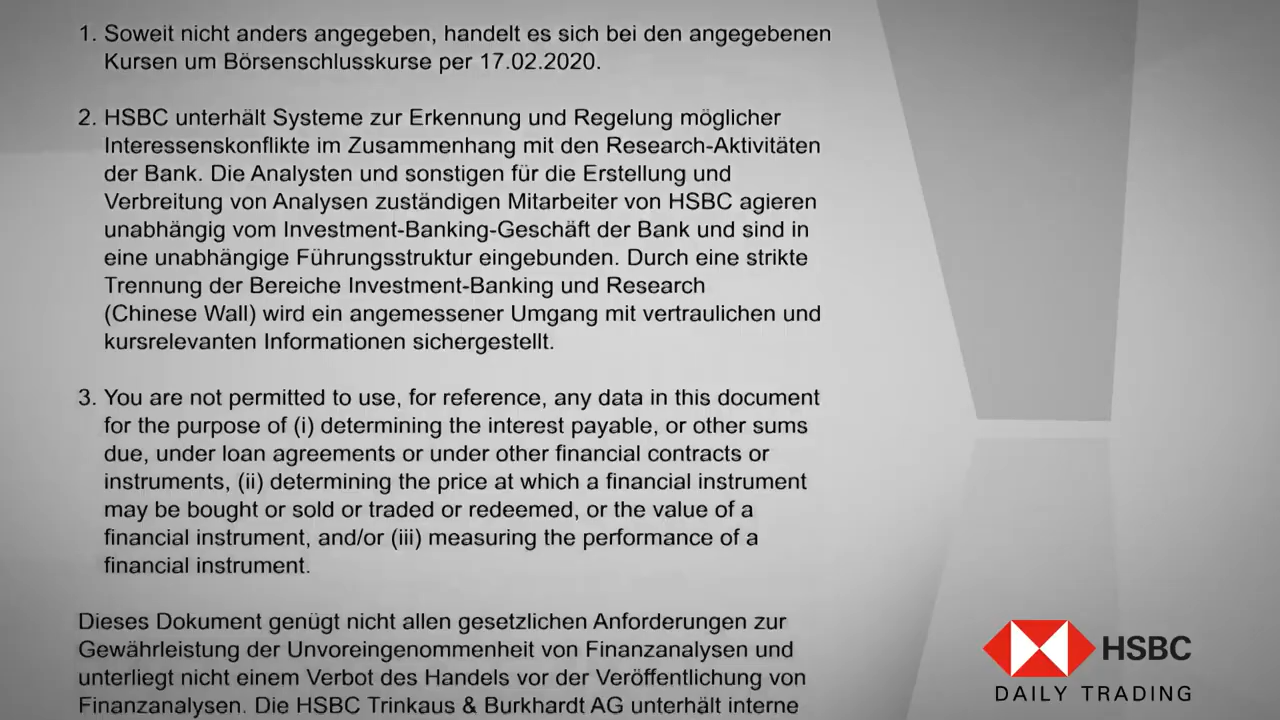 1. Soweit nicht anders angegeben, handelt es sich bei den angegebenen
Kursen um Börsenschlusskurse per 17.02.2020.
2. HSBC unterhält Systeme zur Erkennung und Regelung möglicher
Interessenskonflikte im Zusammenhang mit den Research-Aktivitäten
der Bank. Die Analysten und sonstigen für die Erstellung und
Verbreitung von Analysen zuständigen Mitarbeiter von HSBC agieren
unabhängig vom Investment-Banking-Geschäft der Bank und sind in
eine unabhängige Führungsstruktur eingebunden. Durch eine strikte
Trennung der Bereiche Investment-Banking und Research
(Chinese Wall) wird ein angemessener Umgang mit vertraulichen und
kursrelevanten Informationen sichergestellt.
3. You are not permitted to use, for reference, any data in this document
for the purpose of (i) determining the interest payable, or other sums
due, under loan agreements or under other financial contracts or
instruments, (ii) determining the price at which a financial instrument
may be bought or sold or traded or redeemed, or the value of a
financial instrument, and/or (iii) measuring the performance of a
financial instrument.
Dieses Dokument genügt nicht allen gesetzlichen Anforderungen zur
Gewährleistung der Unvoreingenommenheit von Finanzanalysen und
unterliegt nicht einem Verbot des Handels vor der Veröffentlichung von
Finanzanalysen. Die HSBC Trinkaus & Burkhardt AG unterhält interne
HSBC
DAILY TRADING